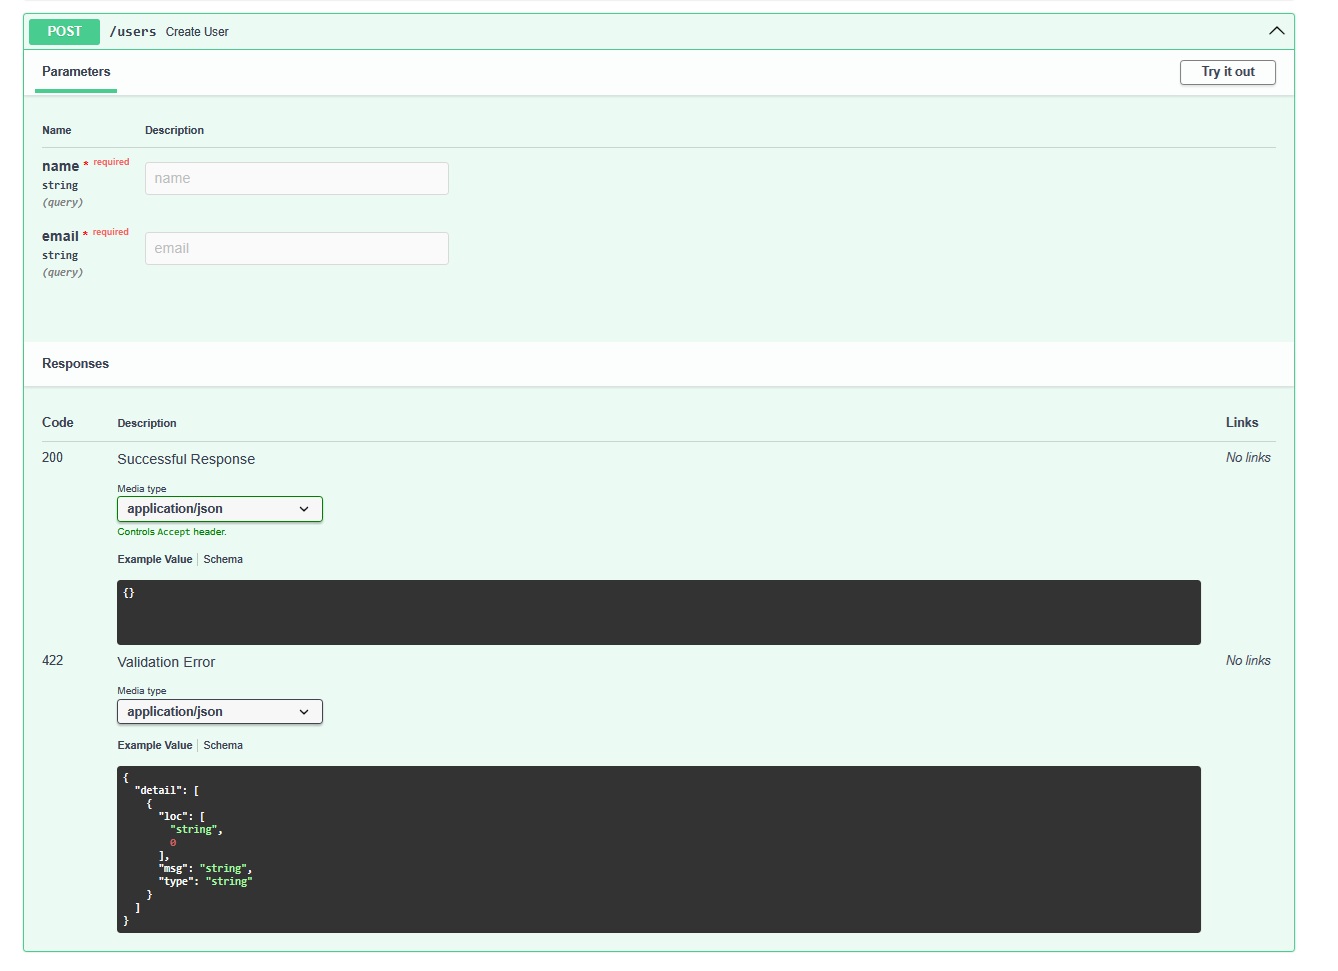 POST /users Create User
Parameters
Try it out
Name Description
name * required
string
(query)
name
email * required
string
(query)
email
Responses
Code Description Links
200 Successful Response No links
Media type
application/json
Controls Accept header.
Example Value Schema
{}
422 Validation Error No links
Media type
application/json
Example Value Schema
{
  "detail": [
    {
      "loc": [
        "string",
        0
      ],
      "msg": "string",
      "type": "string"
    }
  ]
}